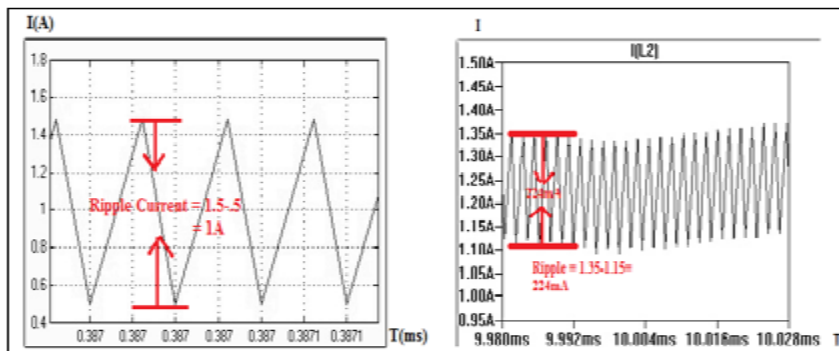 I(A)
1.8
1.6
1.4
1.2
1
0.8
0.6
0.4
Ripple Current = 1.5-.5
= 1A
0.387 0.387 0.387 0.387 0.387 0.3871 0.3871
T(ms)
I
I(L2)
1.50A
1.45A
1.40A
1.35A
1.30A
1.25A
1.20A
1.15A
1.10A
1.05A
1.00A
0.95A
224mA
Ripple = 1.35-1.15=
224mA
9.980ms 9.992ms 10.004ms 10.016ms 10.028ms
T